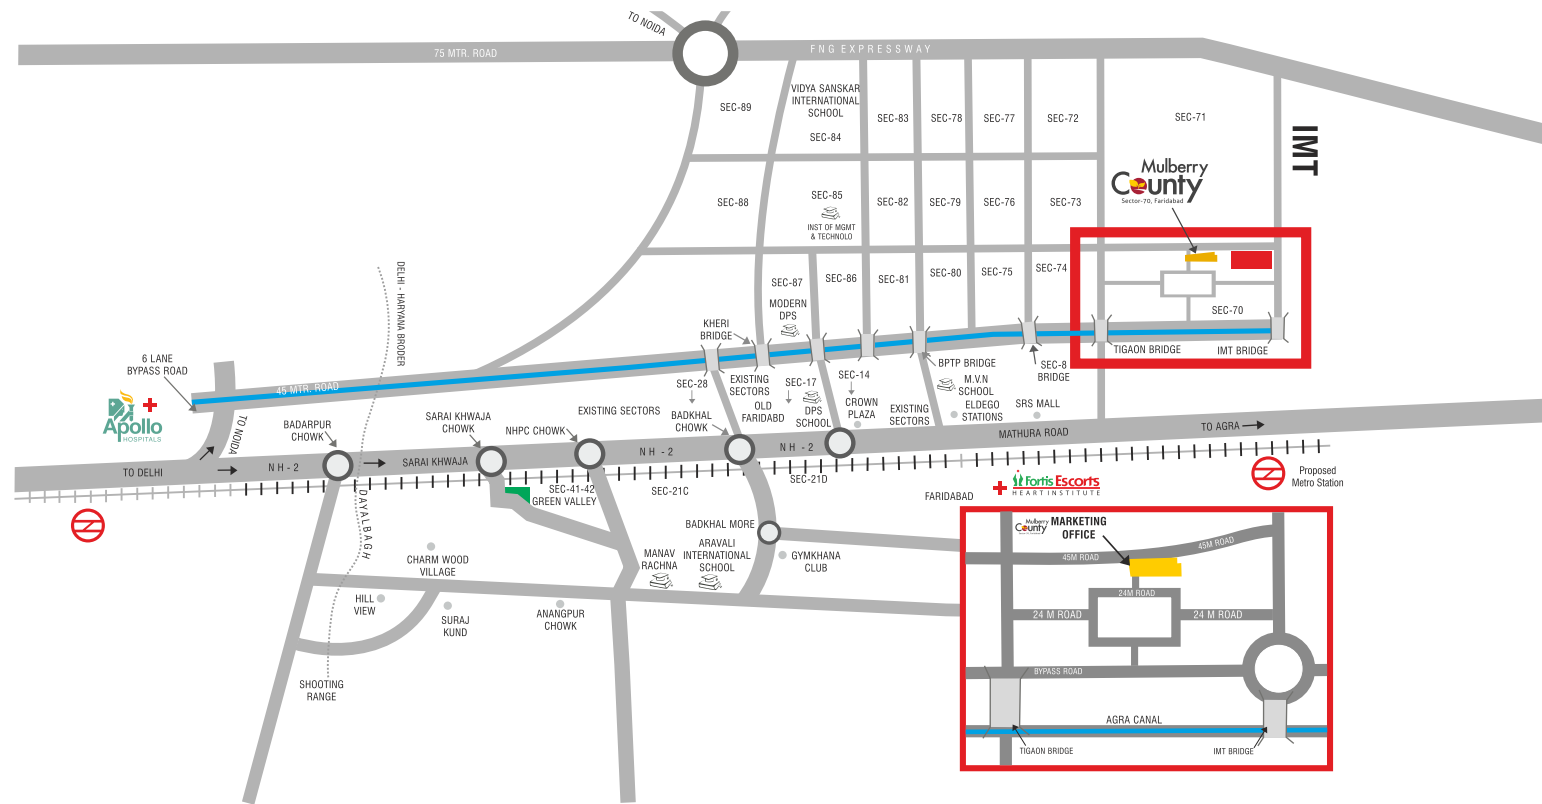 TO NOIDA
75 MTR. ROAD
FNG EXPRESSWAY
SEC-89
VIDYA SANSKAR
INTERNATIONAL
SCHOOL
SEC-84
SEC-83
SEC-78
SEC-77
SEC-72
SEC-71
IMT
Mulberry
County
Sector-70, Faridabad
SEC-88
SEC-85
INST OF MGMT
& TECHNOLO
SEC-82
SEC-79
SEC-76
SEC-73
SEC-87
SEC-86
SEC-81
SEC-80
SEC-75
SEC-74
MODERN
DPS
SEC-70
DELHI - HARYANA BRODER
KHERI
BRIDGE
TIGAON BRIDGE
IMT BRIDGE
6 LANE
BYPASS ROAD
45 MTR. ROAD
BPTP BRIDGE
SEC-8
BRIDGE
SEC-28
EXISTING
SECTORS
SEC-17
SEC-14
M.V.N
SCHOOL
ELDEGO
STATIONS
SRS MALL
Apollo
HOSPITALS
TO NOIDA
BADARPUR
CHOWK
SARAI KHWAJA
CHOWK
NHPC CHOWK
EXISTING SECTORS
BADKHAL
CHOWK
OLD
FARIDABD
DPS
SCHOOL
CROWN
PLAZA
EXISTING
SECTORS
TO DELHI
NH-2
SARAI KHWAJA
NH-2
NH-2
MATHURA ROAD
TO AGRA
Proposed
Metro Station
SEC-41-42
GREEN VALLEY
SEC-21C
SEC-21D
FARIDABAD
Fortis Escorts
HEART INSTITUTE
DAYALBAGH
BADKHAL MORE
CHARM WOOD
VILLAGE
MANAV
RACHNA
ARAVALI
INTERNATIONAL
SCHOOL
GYMKHANA
CLUB
HILL
VIEW
SURAJ
KUND
ANANGPUR
CHOWK
SHOOTING
RANGE
Mulberry
County
MARKETING
OFFICE
45M ROAD
45M ROAD
24M ROAD
24 M ROAD
24 M ROAD
BYPASS ROAD
AGRA CANAL
TIGAON BRIDGE
IMT BRIDGE